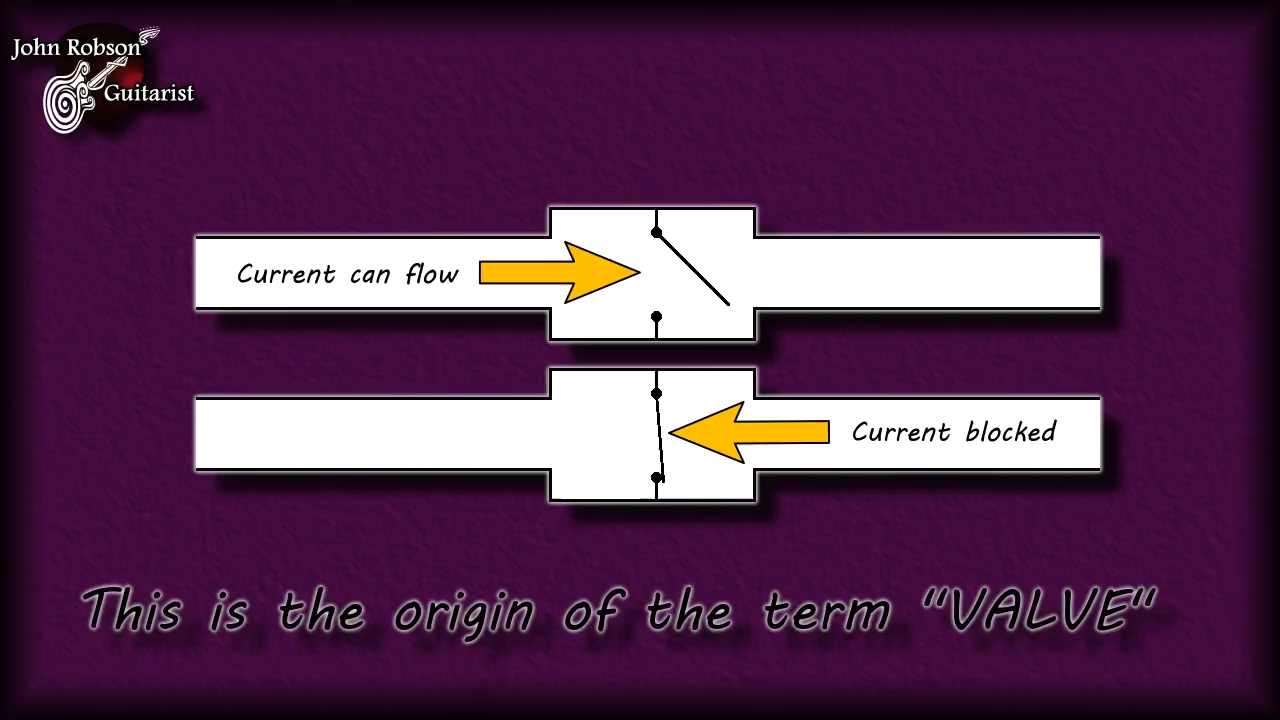 John Robson
Guitarist
Current can flow
Current blocked
This is the origin of the term “VALVE”